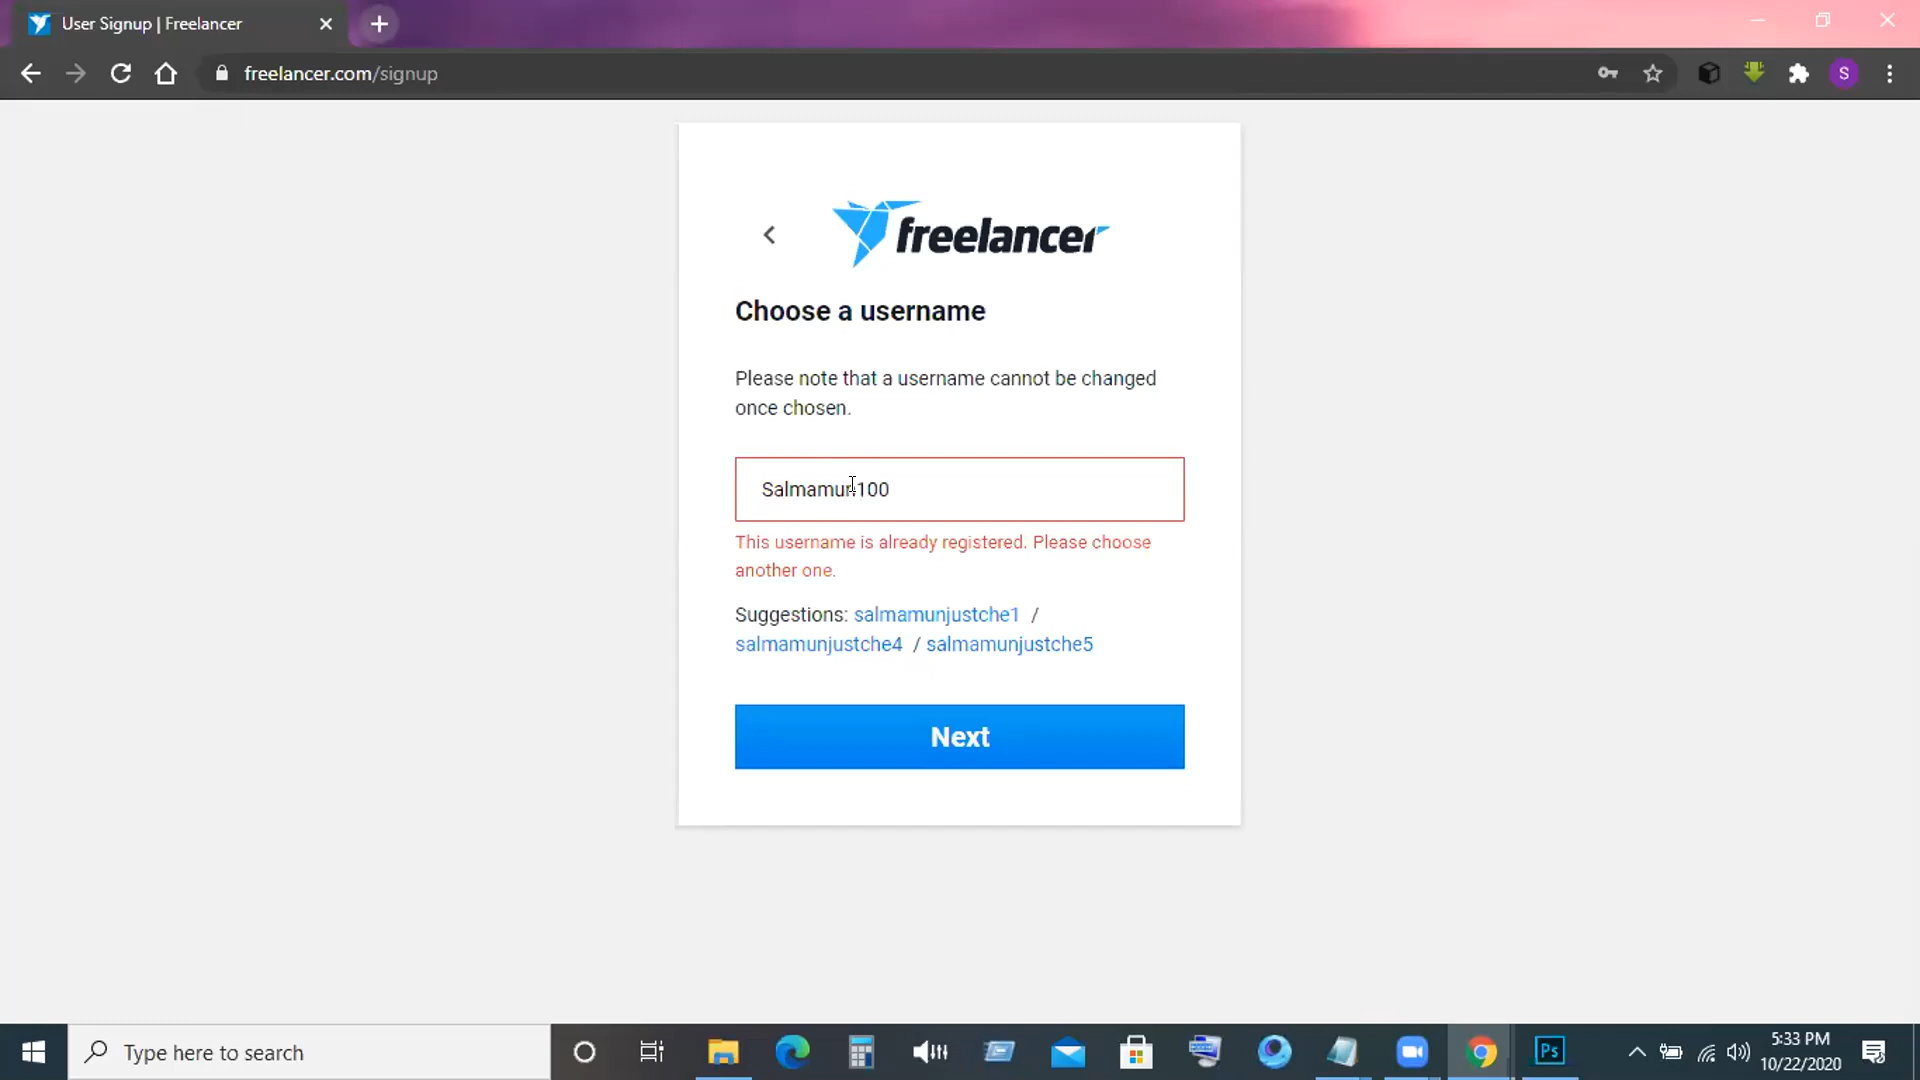 User Signup | Freelancer
freelancer.com/signup
S
freelancer
Choose a username
Please note that a username cannot be changed
once chosen.
Salmamun100
This username is already registered. Please choose
another one.
Suggestions: salmamunjustche1 /
salmamunjustche4 / salmamunjustche5
Next
Type here to search
Ps
5:33 PM
10/22/2020